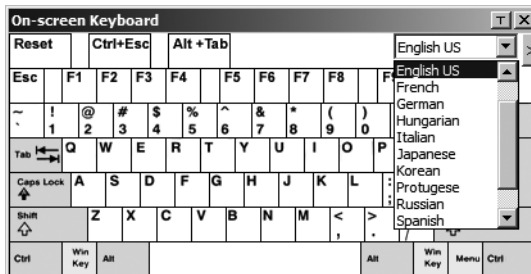 On-screen Keyboard T X
Reset Ctrl+Esc Alt +Tab English US
Esc F1 F2 F3 F4 F5 F6 F7 F8 English US
French
~ ! @ # $ % ^ & * ( ) German
` 1 2 3 4 5 6 7 8 9 0 Hungarian
Italian
Tab Q W E R T Y U I O P Japanese
Korean
Caps Lock A S D F G H J K L : Protugese
Russian
Shift Z X C V B N M < , > . / Spanish
Ctrl Win Key Alt Alt Win Key Menu Ctrl